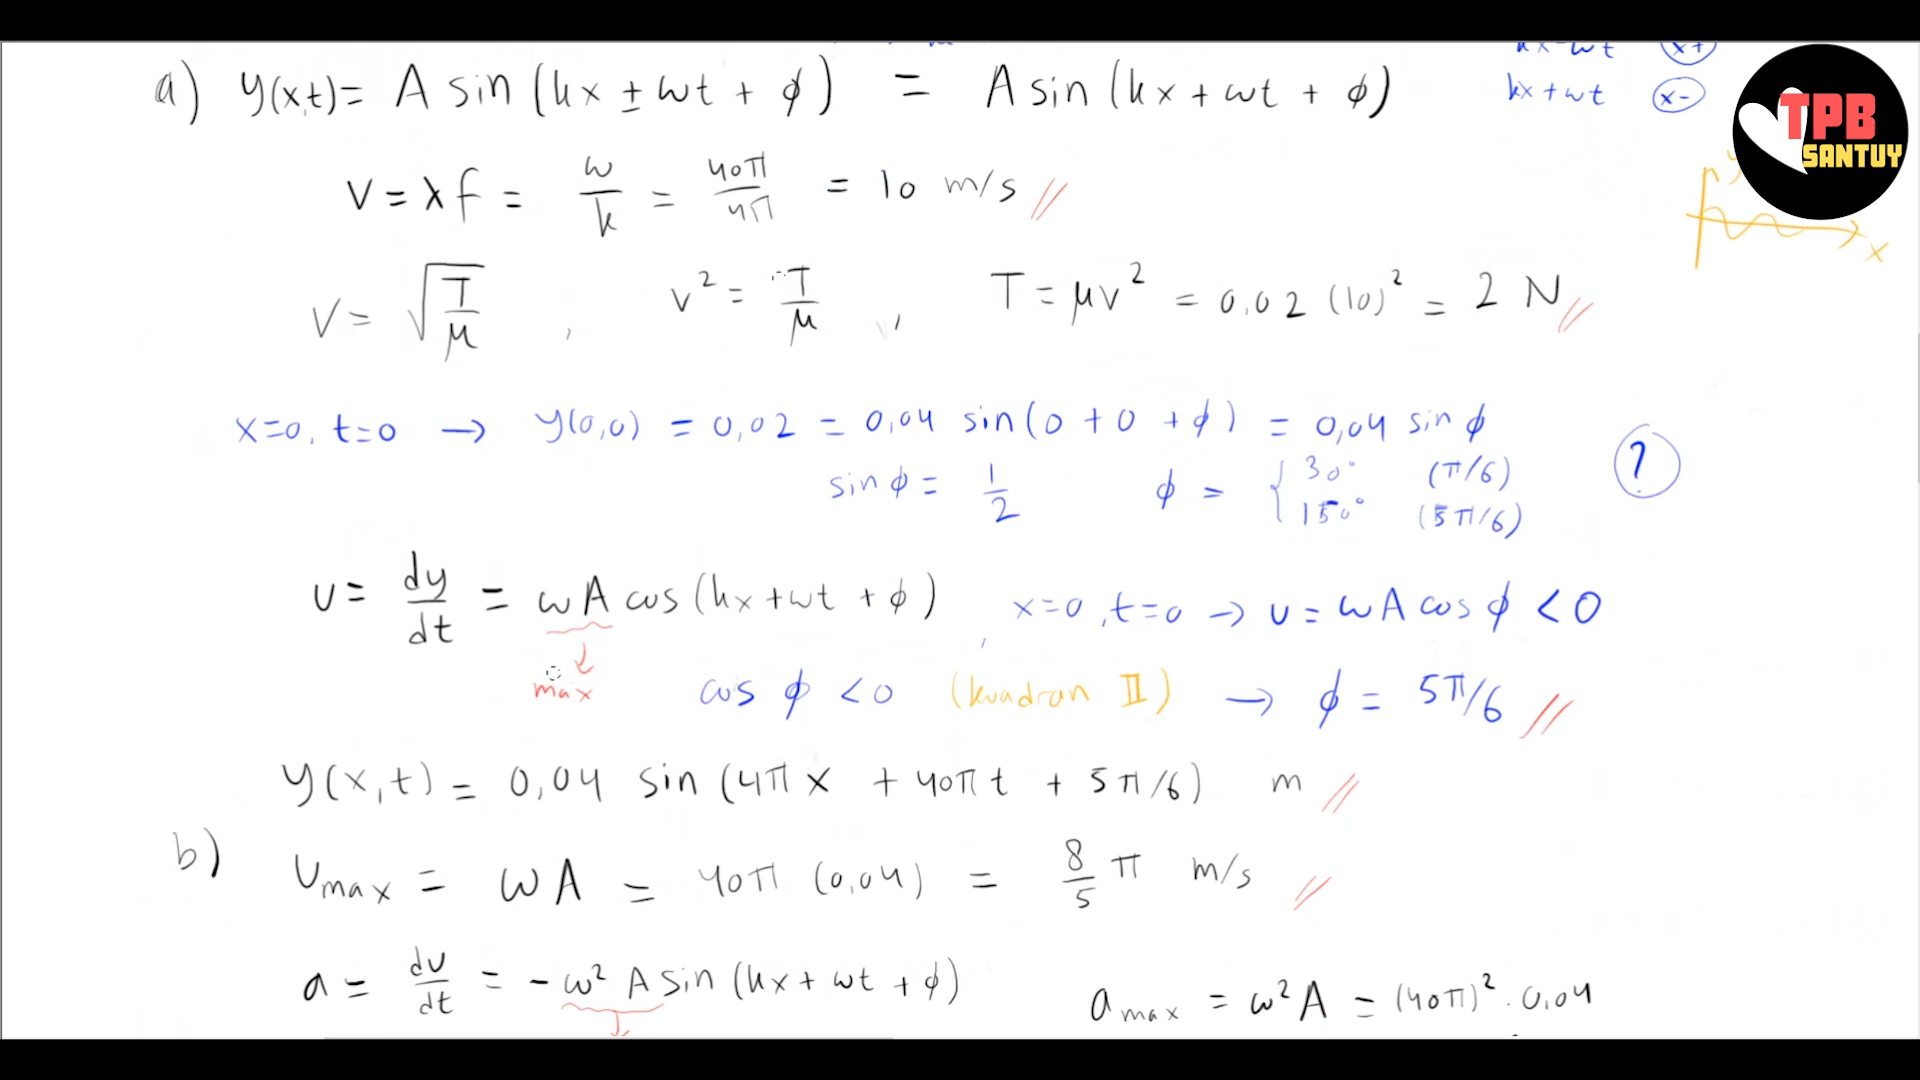 kx-wt (x+)
a) y(x,t)= A sin (kx ± ωt + ϕ) = A sin (kx + ωt + ϕ)
kx + wt (x-)
TPB
SANTUY
y
x
V = λ f = ω/k = 40π/4π = 10 m/s //
V = √(T/μ) , v² = T/μ , T = μv² = 0,02 (10)² = 2 N //
x=0, t=0 → y(0,0) = 0,02 = 0,04 sin(0 + 0 + ϕ) = 0,04 sin ϕ
sin ϕ = 1/2 ϕ = { 30° (π/6) ?
150° (5π/6)
u = dy/dt = ωA cos (kx + ωt + ϕ) , x=0, t=0 → u = ωA cos ϕ < 0
max
cos ϕ < 0 (kuadran II) → ϕ = 5π/6 //
y(x,t) = 0,04 sin (4π x + 40π t + 5π/6) m //
b) Umax = ωA = 40π (0,04) = 8/5 π m/s //
a = du/dt = -ω² A sin (kx + ωt + ϕ)
a max = ω²A = (40π)² . 0,04